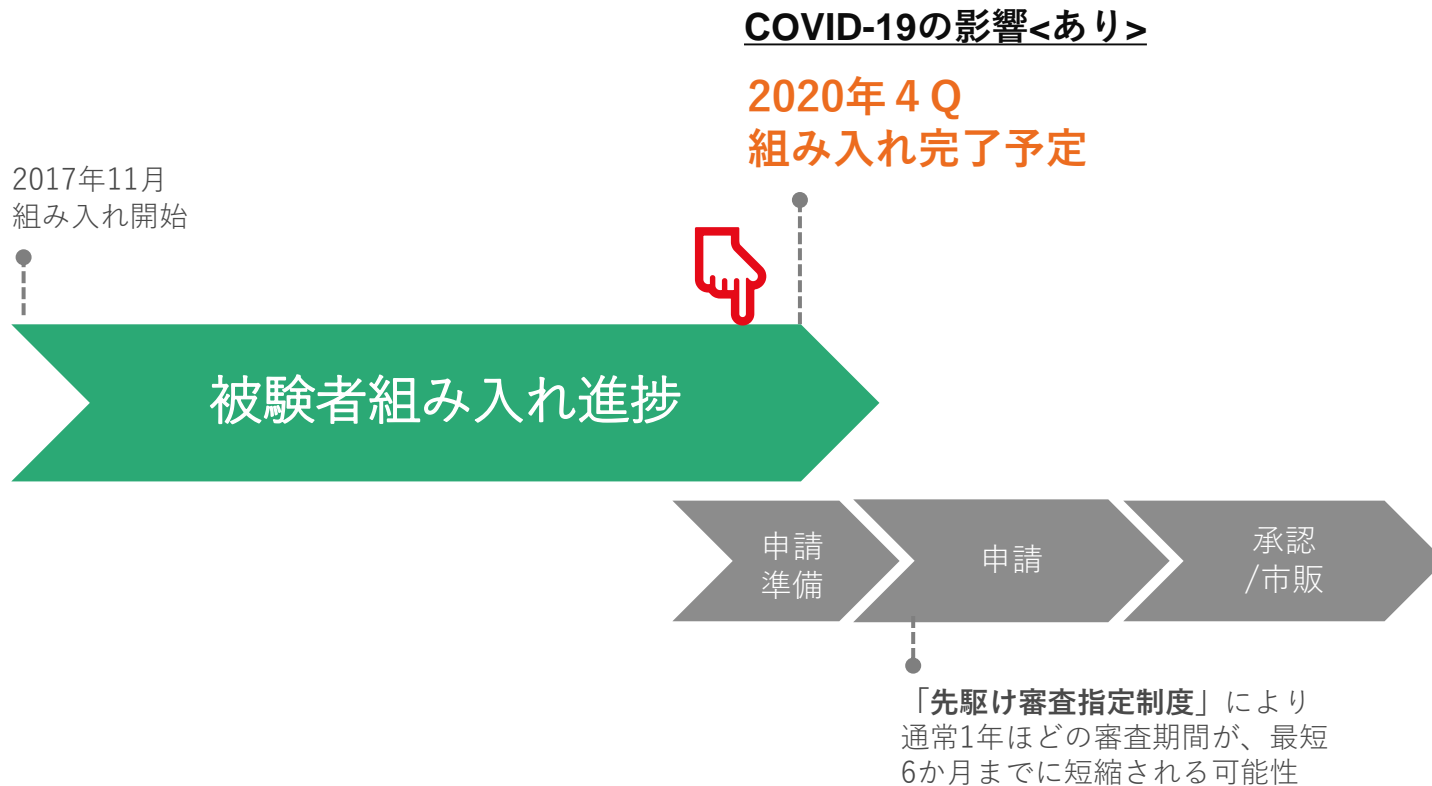 COVID-19の影響<あり>
2020年４Q
組み入れ完了予定
2017年11月
組み入れ開始
被験者組み入れ進捗
申請
準備
申請
承認
/市販
「先駆け審査指定制度」により
通常1年ほどの審査期間が、最短
6か月までに短縮される可能性